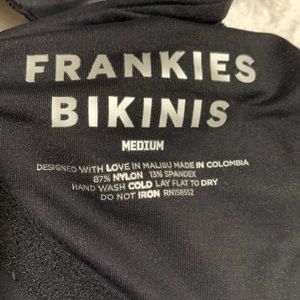 FRANKIES
BIKINIS
MEDIUM
DESIGNED WITH LOVE IN MALIBU MADE IN COLOMBIA
87% NYLON 13% SPANDEX
HAND WASH COLD LAY FLAT TO DRY
DO NOT IRON RN158552